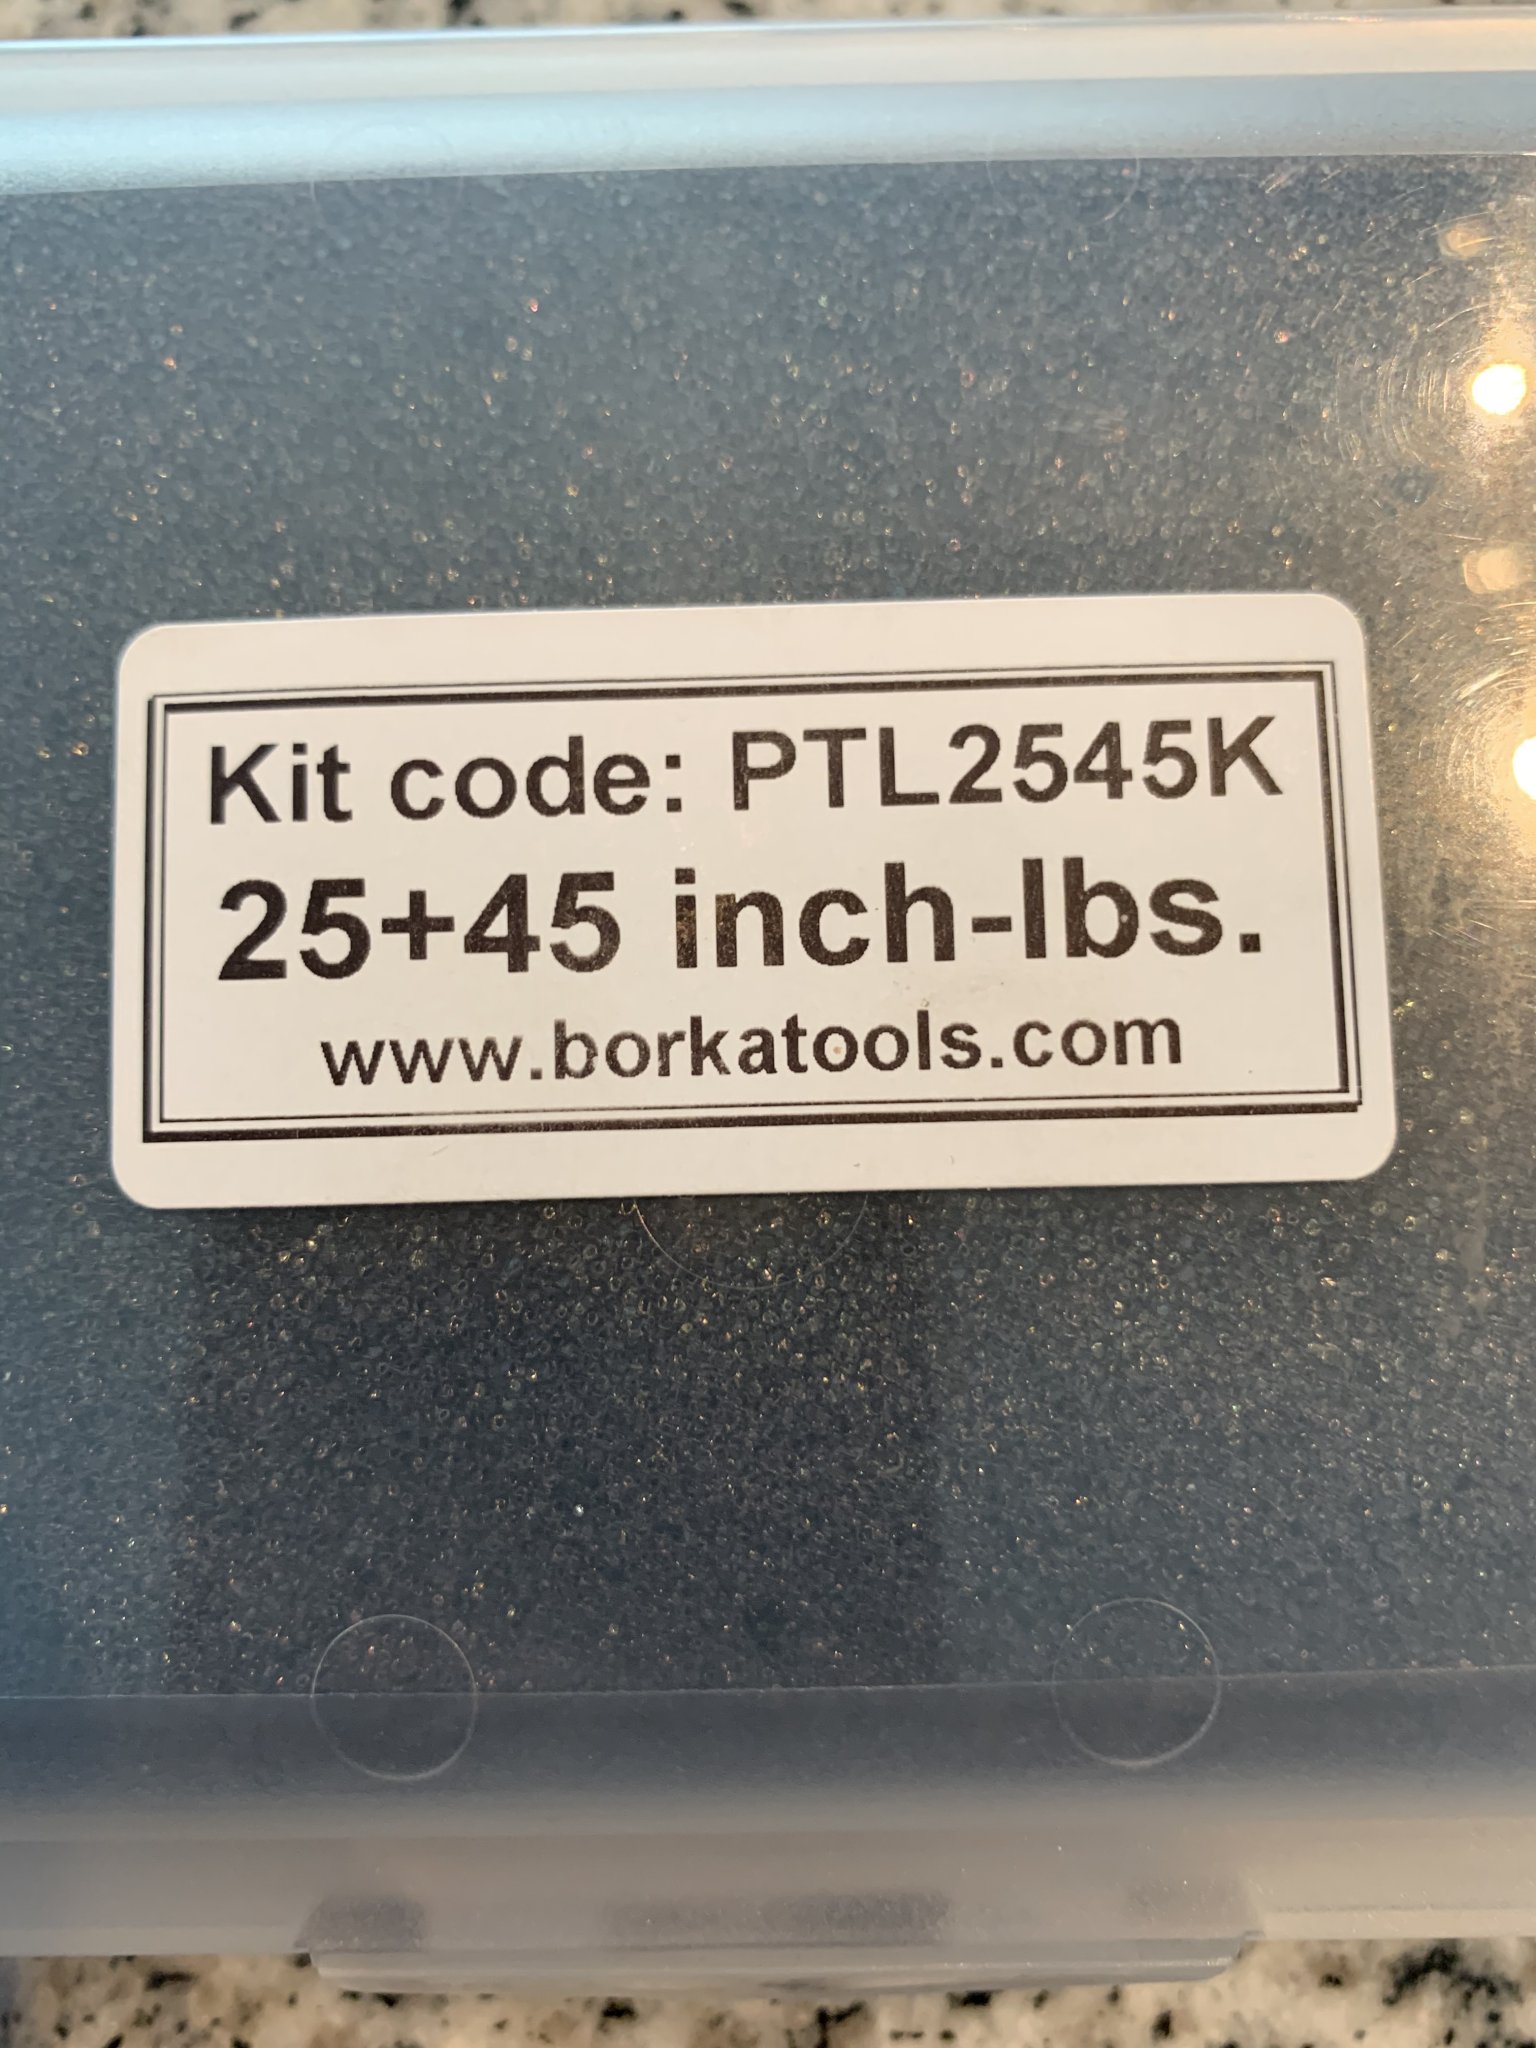 Kit code: PTL2545K
25+45 inch-lbs.
www.borkatools.com